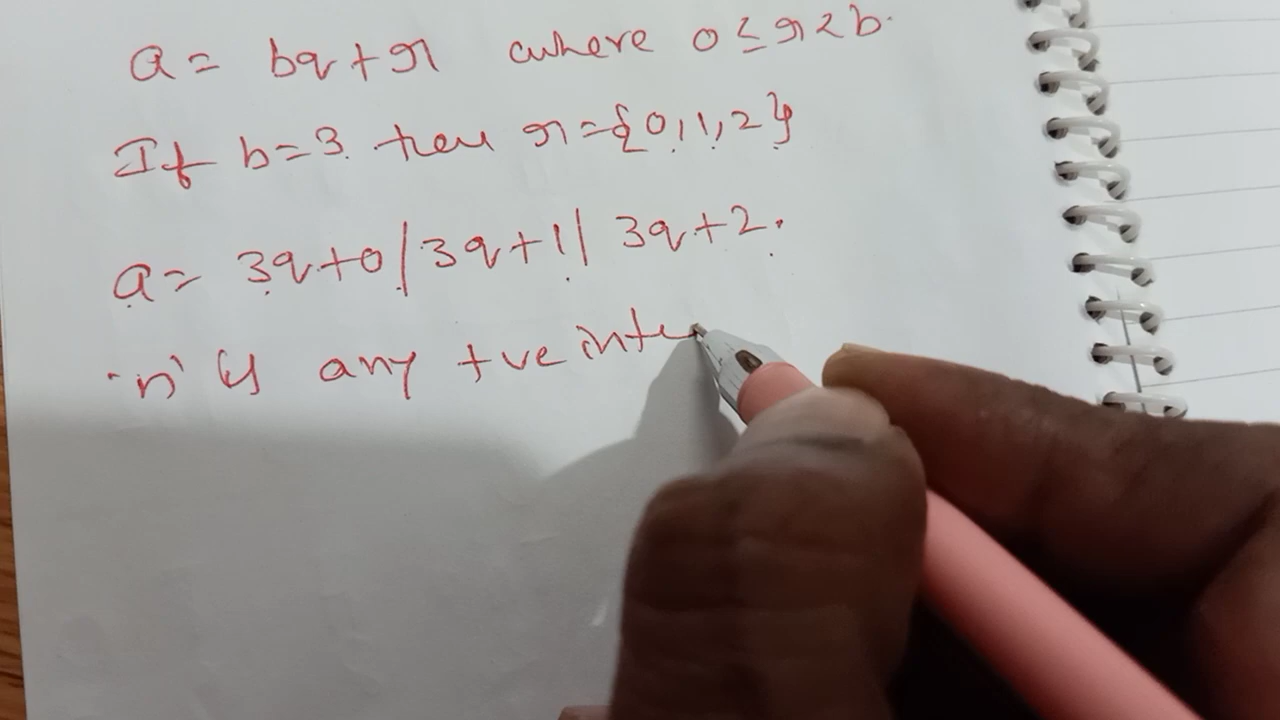 a = bq + r where 0 ≤ r < b.
If b = 3 then r = {0, 1, 2}
a = 3q+0 / 3q+1 / 3q+2.
'n' is any +ve inte